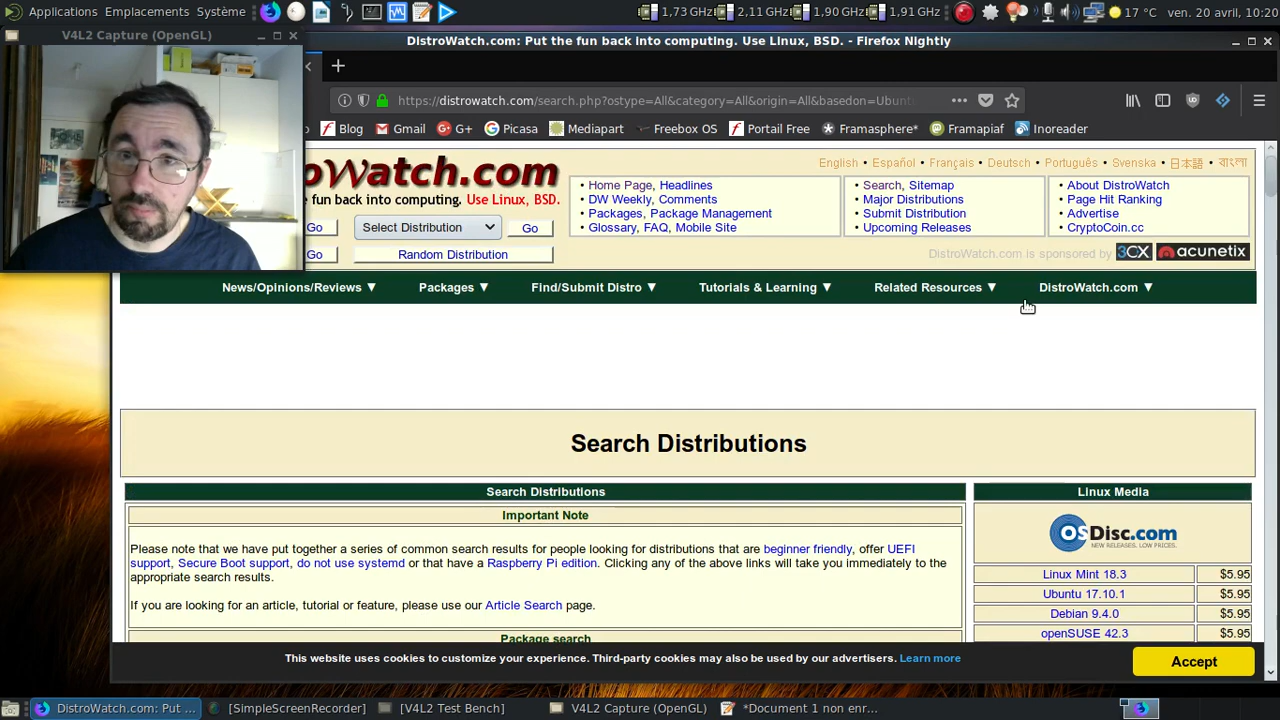 Applications Emplacements Système 1,73 GHz 2,11 GHz 1,90 GHz 1,91 GHz 17 °C ven. 20 avril, 10:20
V4L2 Capture (OpenGL)
DistroWatch.com: Put the fun back into computing. Use Linux, BSD. - Firefox Nightly
https://distrowatch.com/search.php?ostype=All&category=All&origin=All&basedon=Ubun
Blog Gmail G+ Picasa Mediapart Freebox OS Portail Free Framasphere* Framapiaf Inoreader
English • Español • Français • Deutsch • Português • Svenska • 日本語 • বাংলা
roWatch.com
fun back into computing. Use Linux, BSD.
Go Select Distribution Go
Go Random Distribution
• Home Page, Headlines
• DW Weekly, Comments
• Packages, Package Management
• Glossary, FAQ, Mobile Site
• Search, Sitemap
• Major Distributions
• Submit Distribution
• Upcoming Releases
• About DistroWatch
• Page Hit Ranking
• Advertise
• CryptoCoin.cc
DistroWatch.com is sponsored by 3CX acunetix
News/Opinions/Reviews ▼ Packages ▼ Find/Submit Distro ▼ Tutorials & Learning ▼ Related Resources ▼ DistroWatch.com ▼
Search Distributions
Search Distributions
Important Note
Please note that we have put together a series of common search results for people looking for distributions that are beginner friendly, offer UEFI
support, Secure Boot support, do not use systemd or that have a Raspberry Pi edition. Clicking any of the above links will take you immediately to the
appropriate search results.
If you are looking for an article, tutorial or feature, please use our Article Search page.
Package search
Linux Media
OSDisc.com
NEW RELEASES. LOW PRICES.
Linux Mint 18.3 $5.95
Ubuntu 17.10.1 $5.95
Debian 9.4.0 $5.95
openSUSE 42.3 $5.95
This website uses cookies to customize your experience. Third-party cookies may also be used by our advertisers. Learn more
Accept
DistroWatch.com: Put ... [SimpleScreenRecorder] [V4L2 Test Bench] V4L2 Capture (OpenGL) *Document 1 non enr...